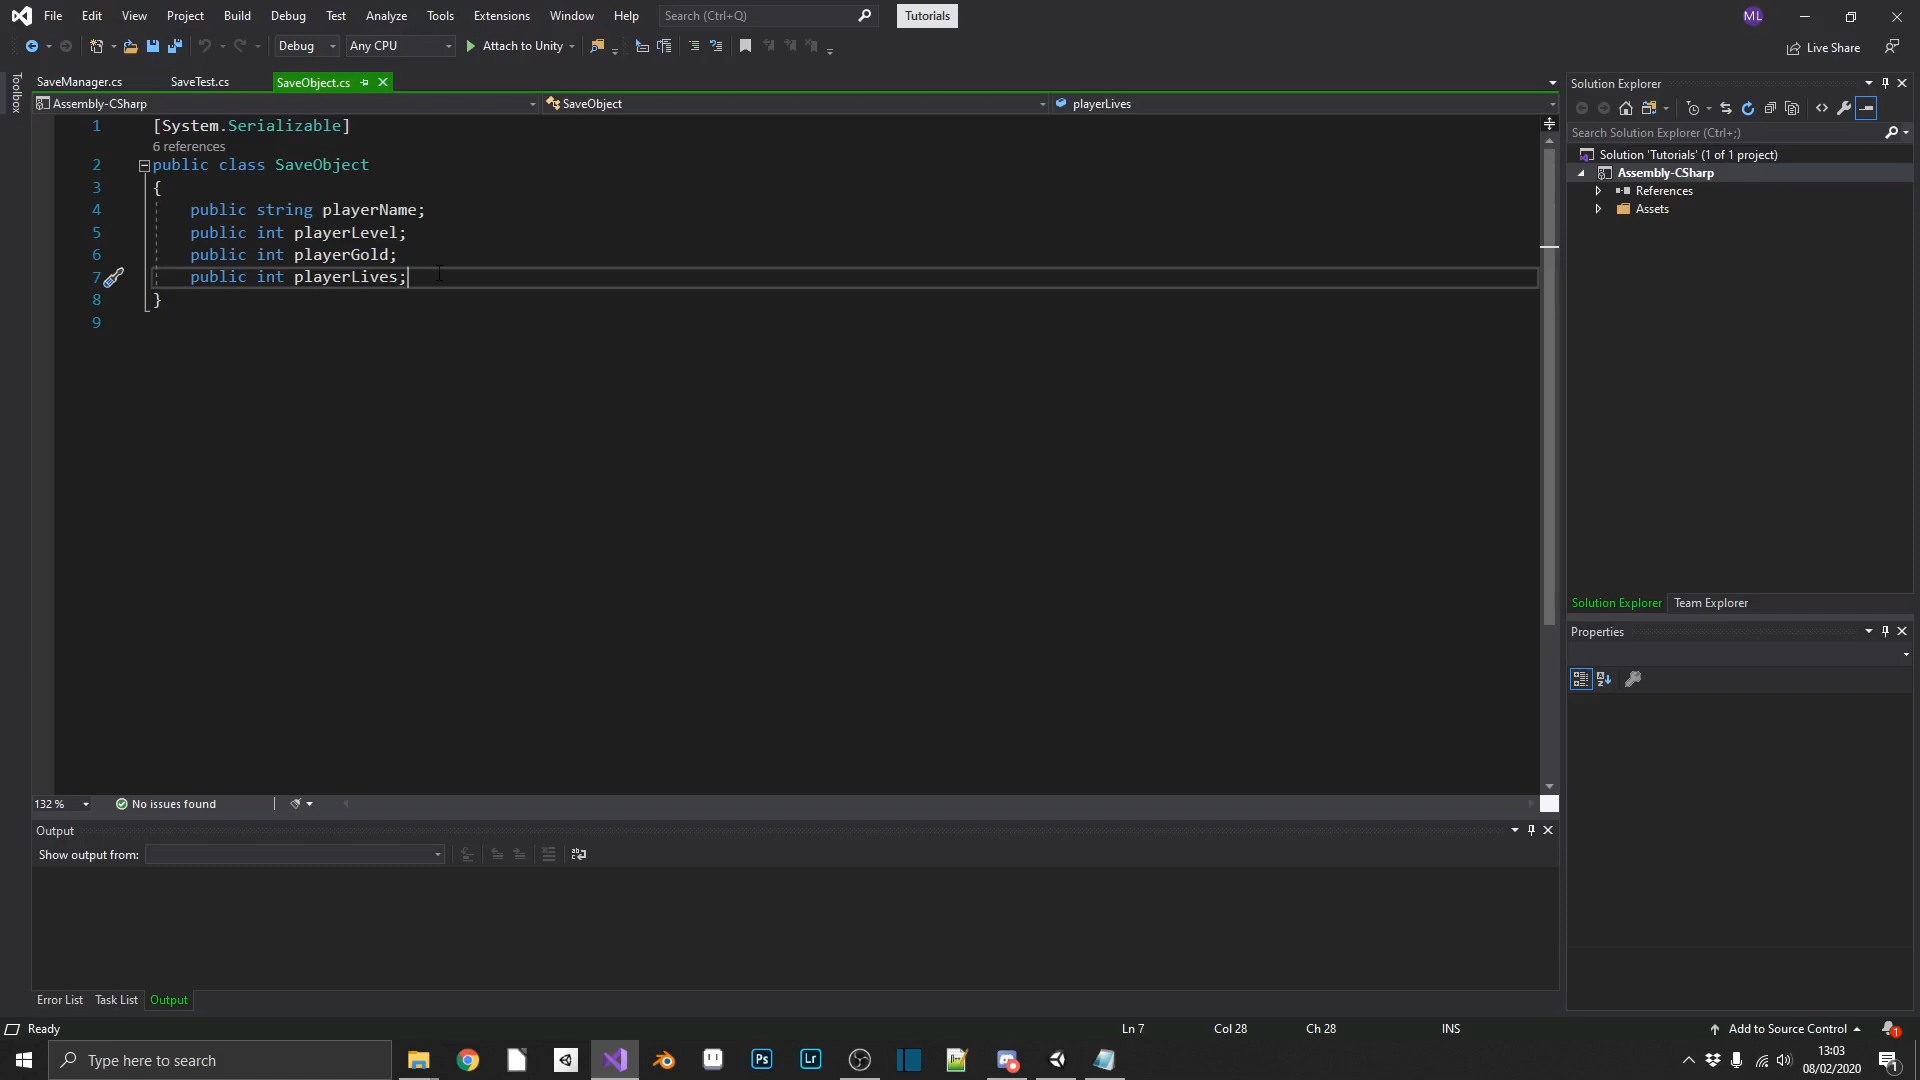 File Edit View Project Build Debug Test Analyze Tools Extensions Window Help Search (Ctrl+Q) Tutorials ML
Debug Any CPU Attach to Unity Live Share
Toolbox
SaveManager.cs SaveTest.cs SaveObject.cs
Assembly-CSharp SaveObject playerLives
1 [System.Serializable]
6 references
2 public class SaveObject
3 {
4 public string playerName;
5 public int playerLevel;
6 public int playerGold;
7 public int playerLives;
8 }
9
132 % No issues found
Output
Show output from:
Error List Task List Output
Solution Explorer
Search Solution Explorer (Ctrl+;)
Solution 'Tutorials' (1 of 1 project)
Assembly-CSharp
References
Assets
Solution Explorer Team Explorer
Properties
Ready Ln 7 Col 28 Ch 28 INS Add to Source Control 1
Type here to search Ps Lr
13:03
08/02/2020
1